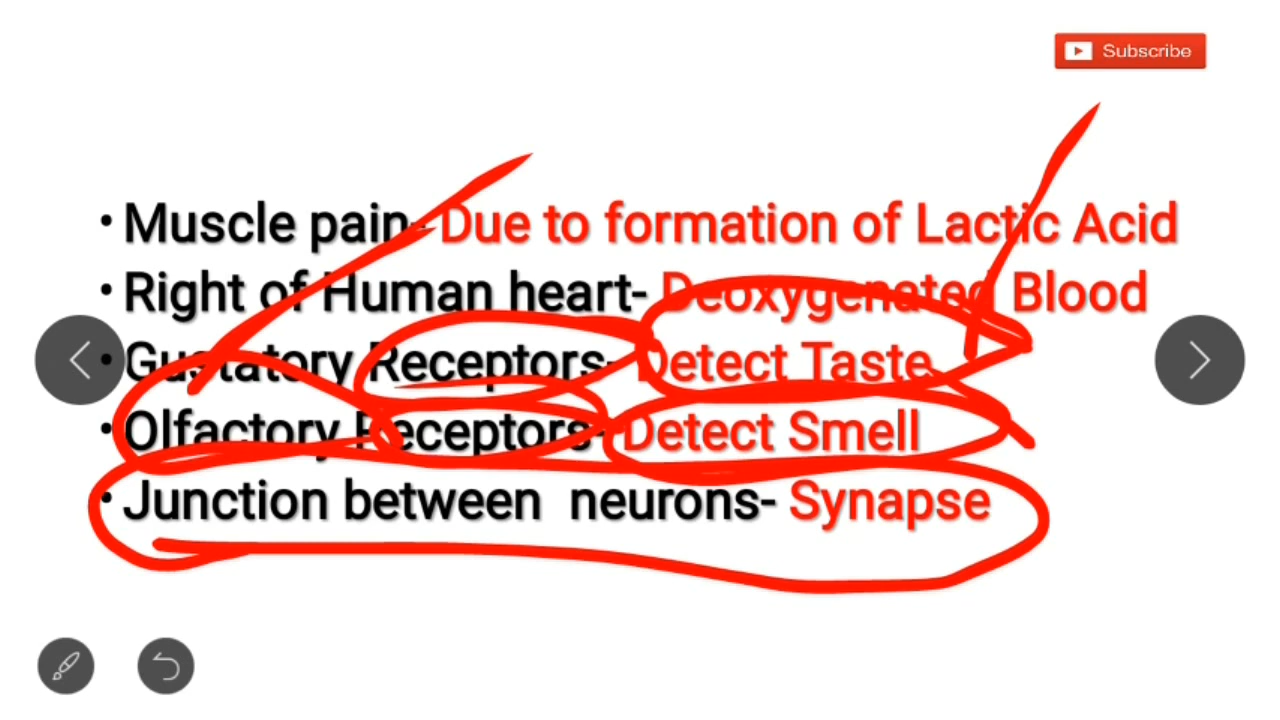 Subscribe
• Muscle pain- Due to formation of Lactic Acid
• Right of Human heart- Deoxygenated Blood
• Gustatory Receptors- Detect Taste
• Olfactory Receptors- Detect Smell
• Junction between neurons- Synapse